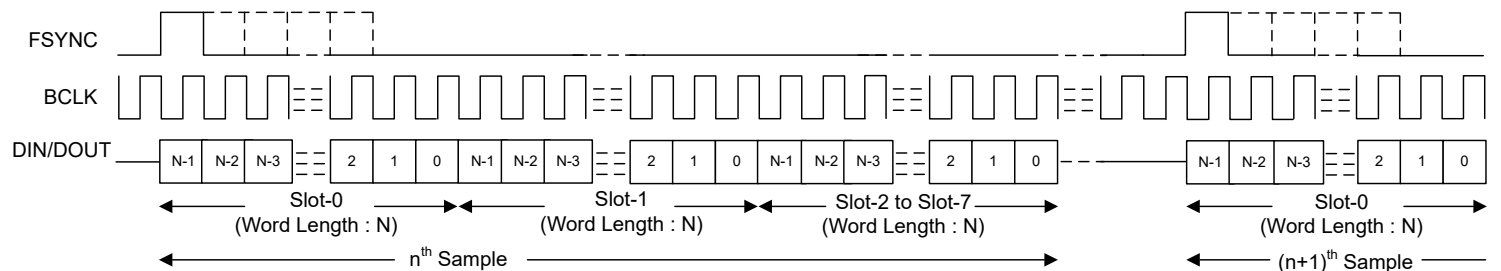 FSYNC
BCLK
DIN/DOUT
N-1 N-2 N-3 2 1 0 N-1 N-2 N-3 2 1 0 N-1 N-2 N-3 2 1 0 N-1 N-2 N-3 2 1 0
Slot-0 Slot-1 Slot-2 to Slot-7 Slot-0
(Word Length : N) (Word Length : N) (Word Length : N) (Word Length : N)
nth Sample (n+1)th Sample